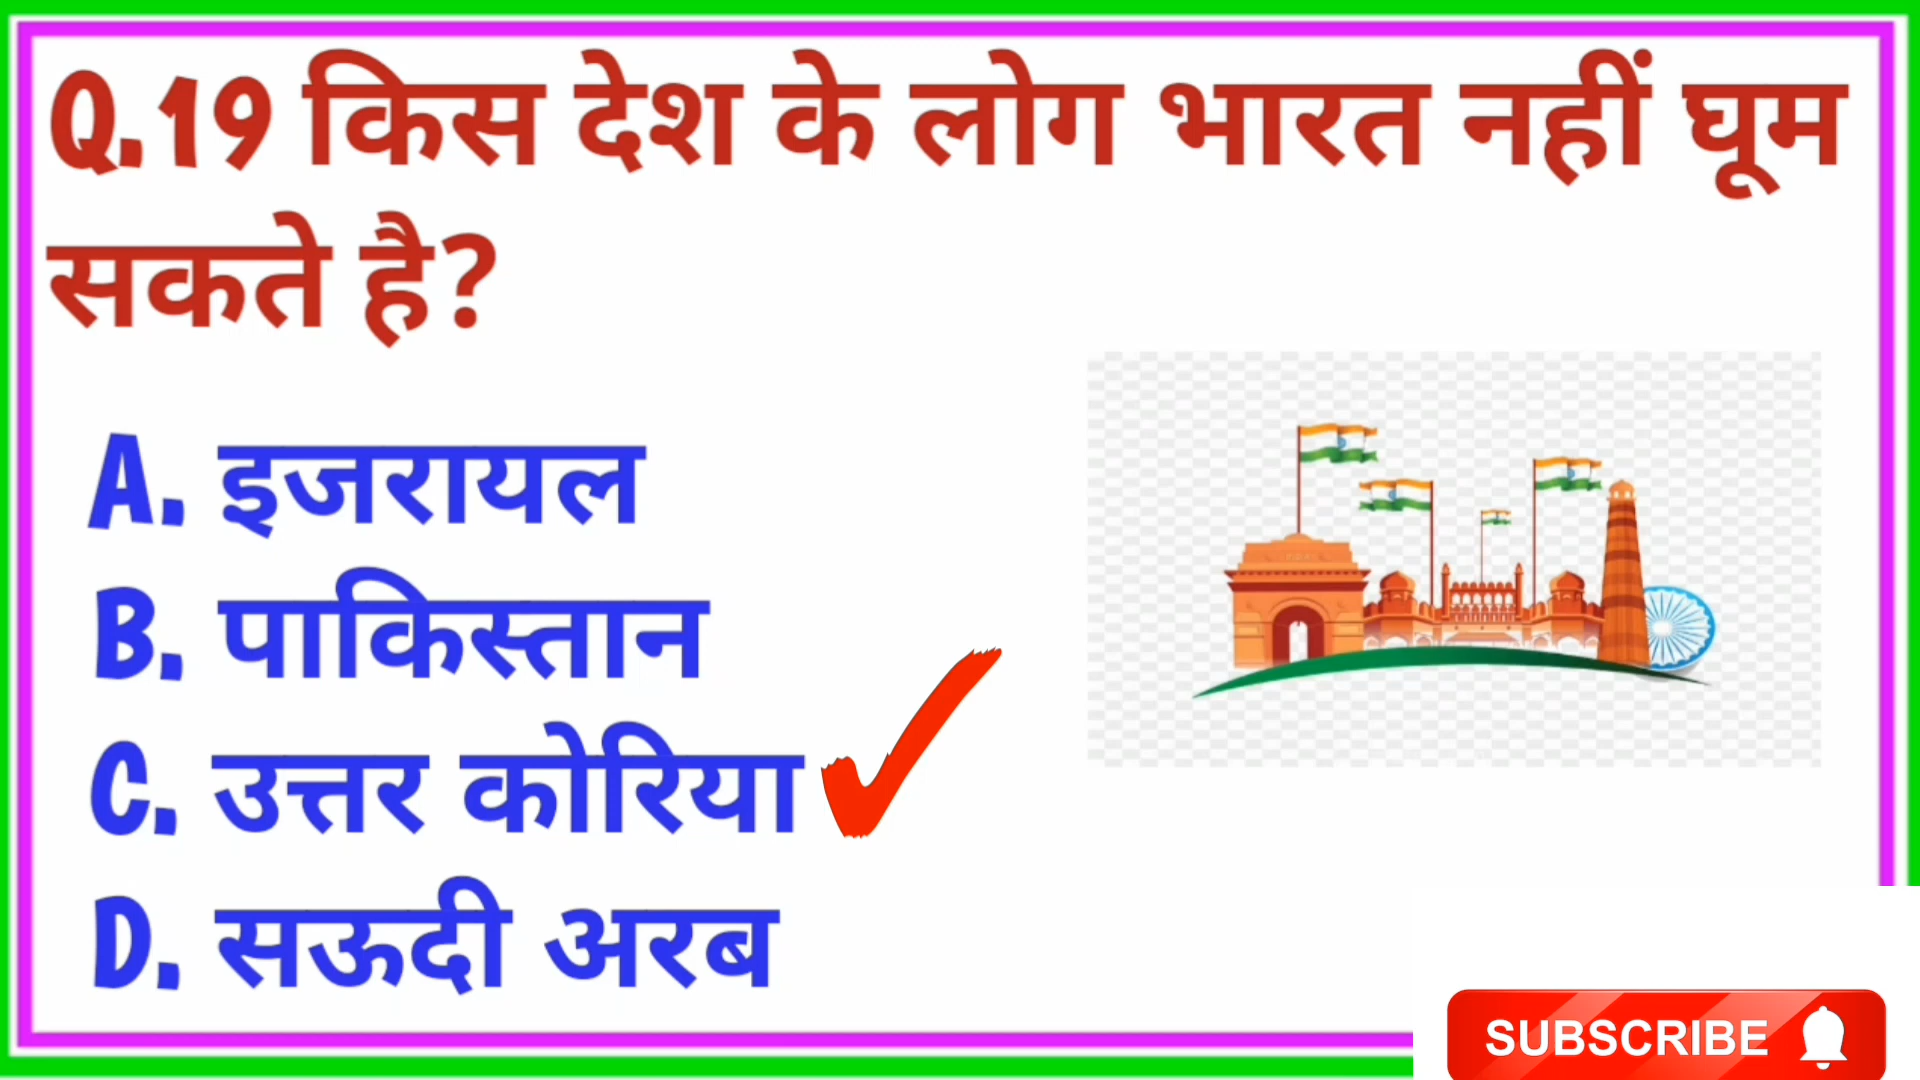 Q.19 किस देश के लोग भारत नहीं घूम
सकते है?
A. इजरायल
B. पाकिस्तान
C. उत्तर कोरिया
D. सऊदी अरब
SUBSCRIBE